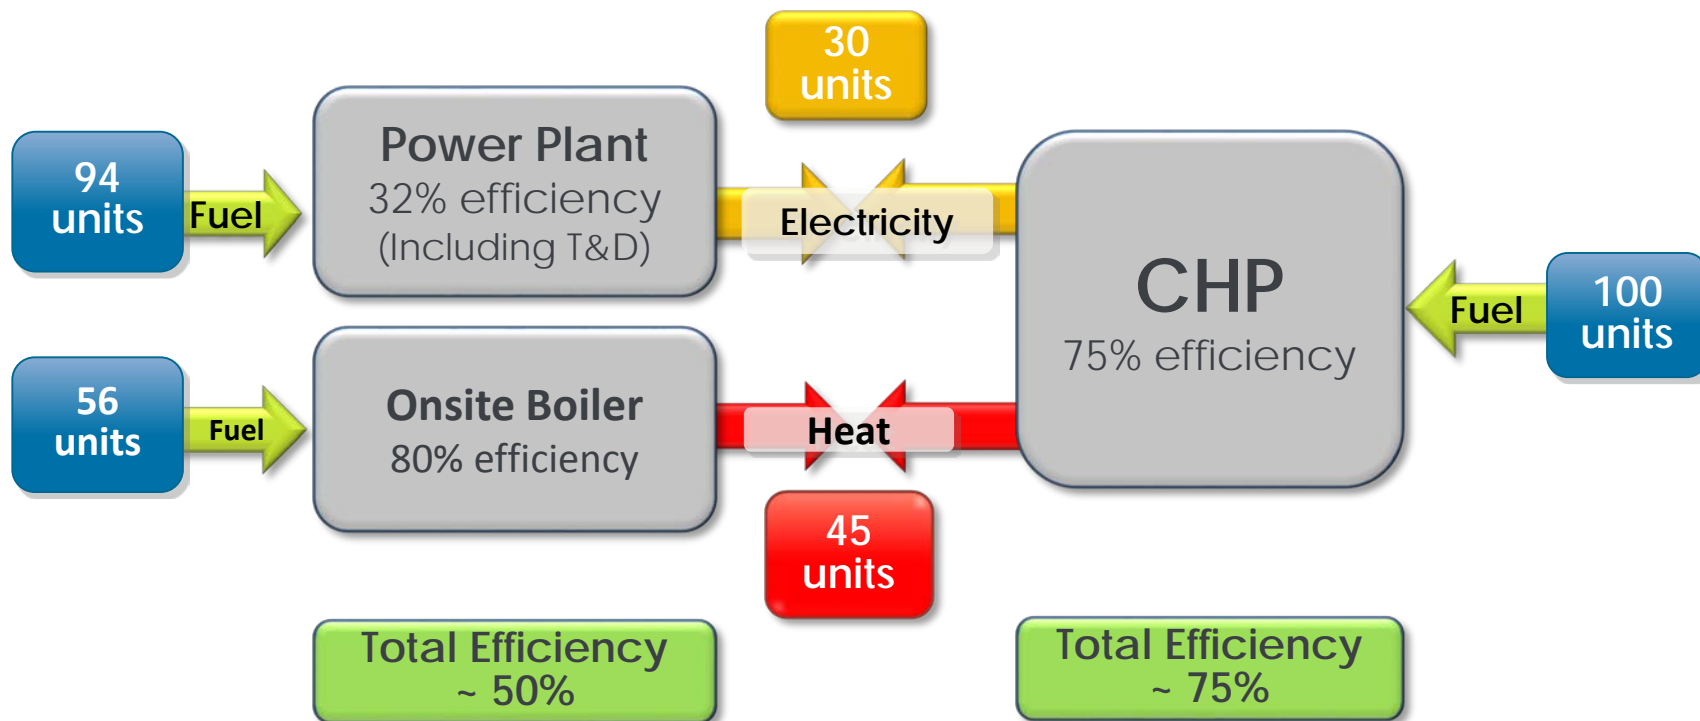 30
units
94
units
Fuel
Power Plant
32% efficiency
(Including T&D)
Electricity
CHP
75% efficiency
Fuel
100
units
56
units
Fuel
Onsite Boiler
80% efficiency
Heat
45
units
Total Efficiency
~ 50%
Total Efficiency
~ 75%